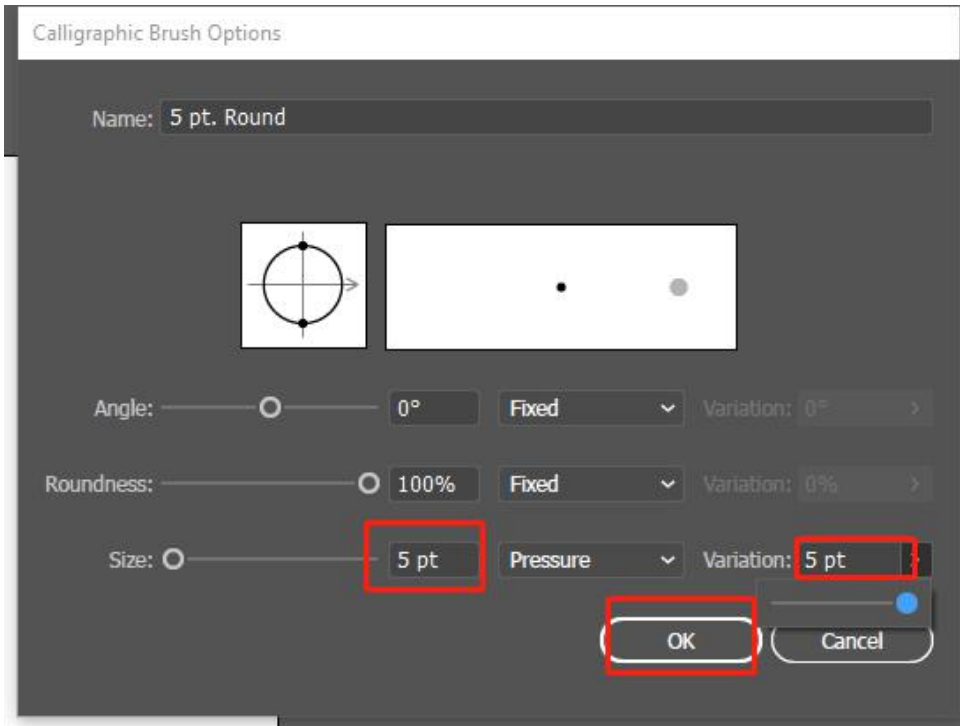 Calligraphic Brush Options
Name: 5 pt. Round
Angle: 0° Fixed Variation: 0°
Roundness: 100% Fixed Variation: 0%
Size: 5 pt Pressure Variation: 5 pt
OK Cancel